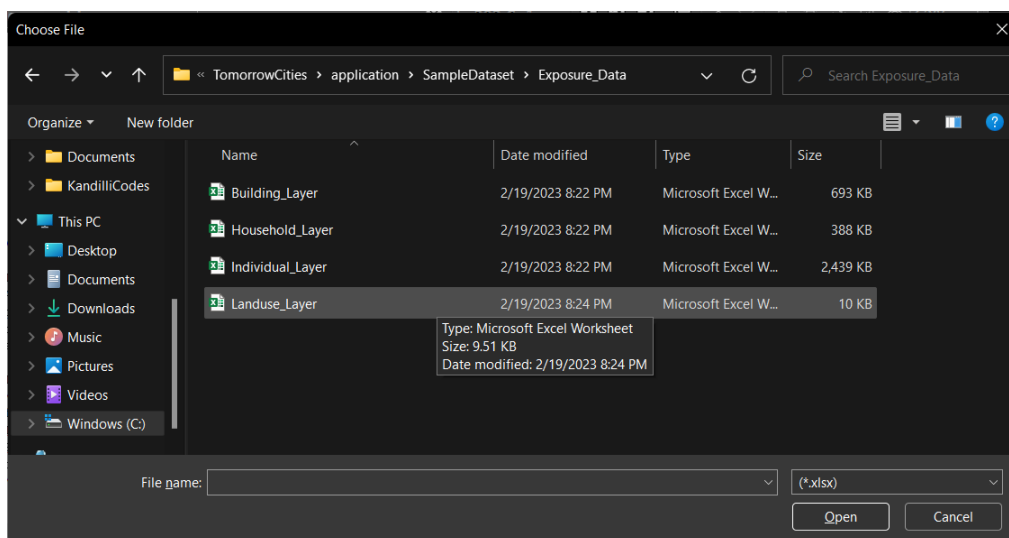 Choose File
« TomorrowCities › application › SampleDataset › Exposure_Data
Search Exposure_Data
Organize
New folder
Documents
KandilliCodes
This PC
Desktop
Documents
Downloads
Music
Pictures
Videos
Windows (C:)
Name Date modified Type Size
Building_Layer 2/19/2023 8:22 PM Microsoft Excel W... 693 KB
Household_Layer 2/19/2023 8:22 PM Microsoft Excel W... 388 KB
Individual_Layer 2/19/2023 8:22 PM Microsoft Excel W... 2,439 KB
Landuse_Layer 2/19/2023 8:24 PM Microsoft Excel W... 10 KB
Type: Microsoft Excel Worksheet
Size: 9.51 KB
Date modified: 2/19/2023 8:24 PM
File name:
(*.xlsx)
Open
Cancel